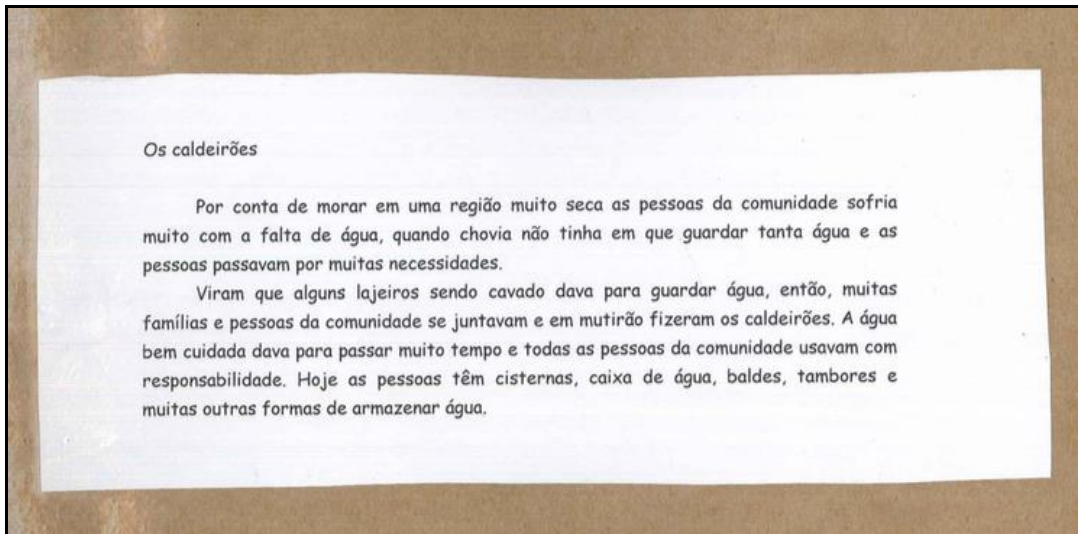 Os caldeirões
Por conta de morar em uma região muito seca as pessoas da comunidade sofria
muito com a falta de água, quando chovia não tinha em que guardar tanta água e as
pessoas passavam por muitas necessidades.
Viram que alguns lajeiros sendo cavado dava para guardar água, então, muitas
famílias e pessoas da comunidade se juntavam e em mutirão fizeram os caldeirões. A água
bem cuidada dava para passar muito tempo e todas as pessoas da comunidade usavam com
responsabilidade. Hoje as pessoas têm cisternas, caixa de água, baldes, tambores e
muitas outras formas de armazenar água.